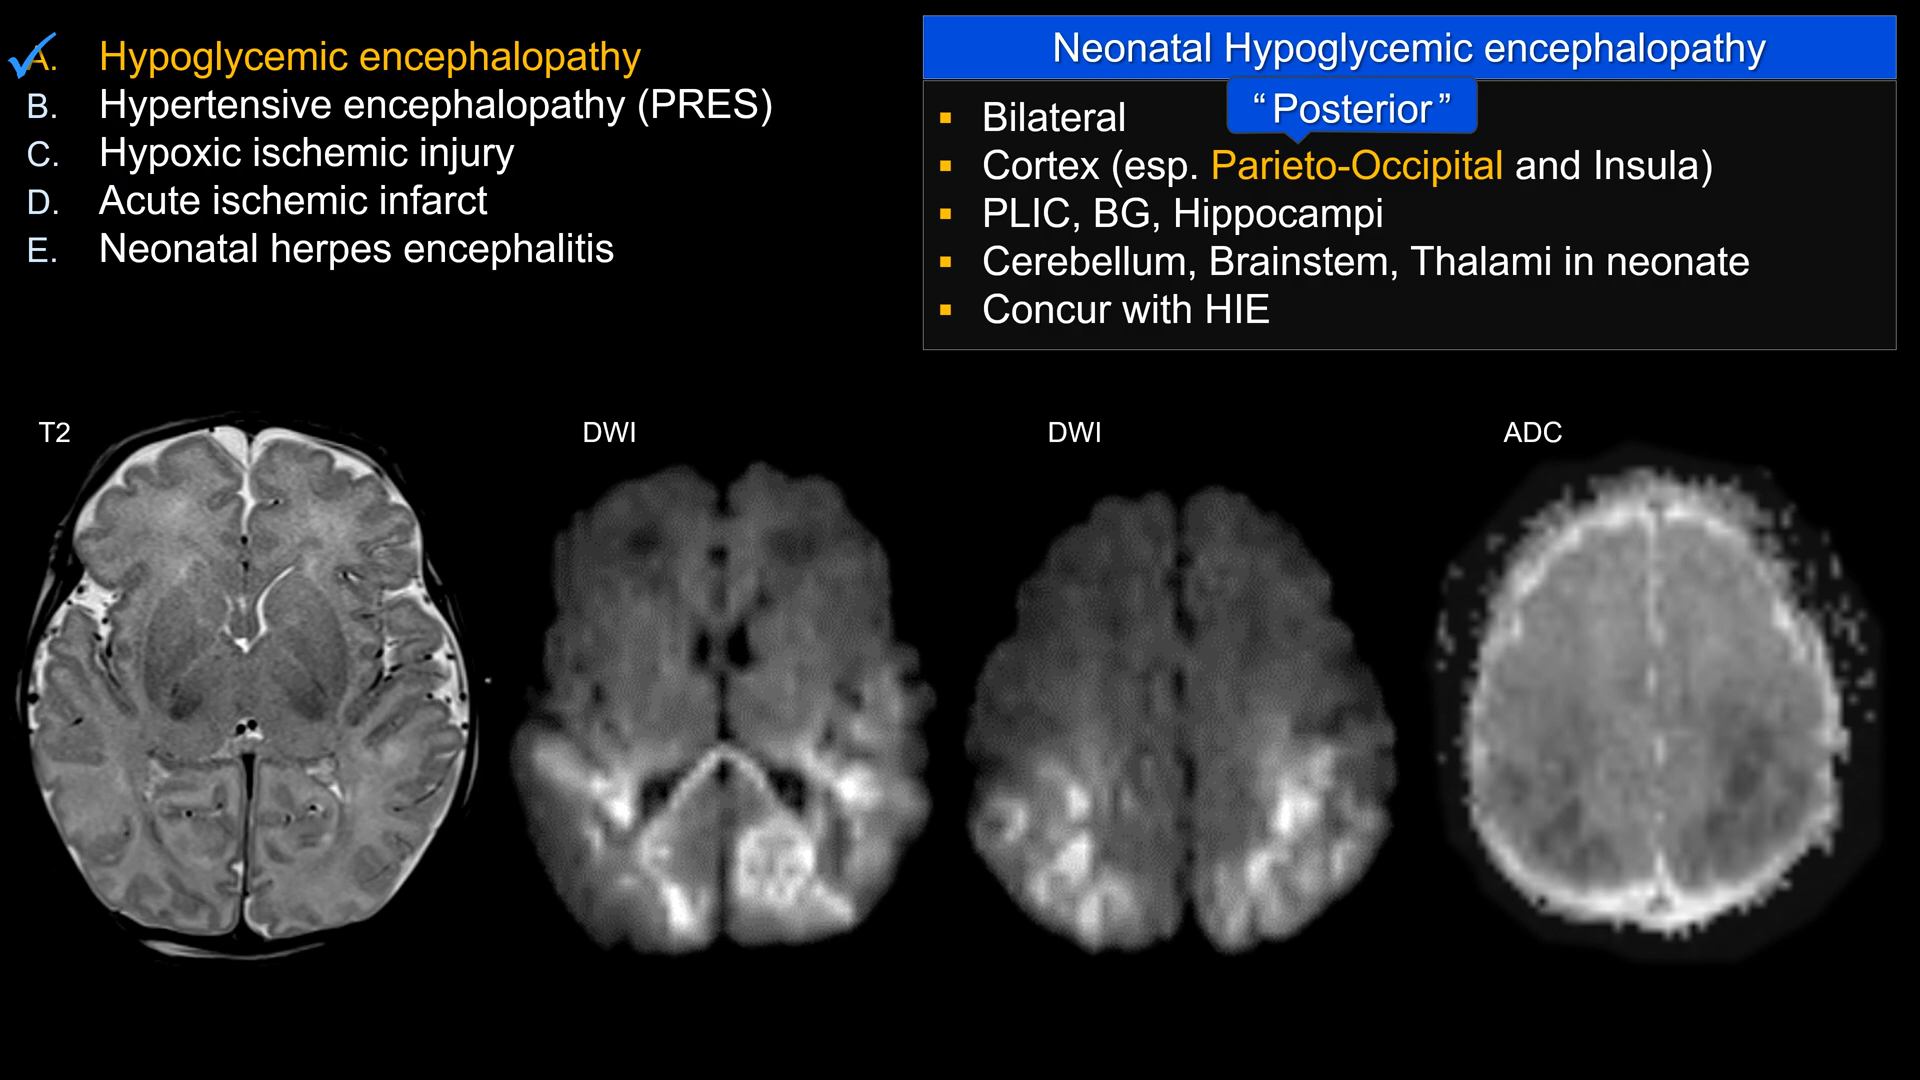 A. Hypoglycemic encephalopathy
B. Hypertensive encephalopathy (PRES)
C. Hypoxic ischemic injury
D. Acute ischemic infarct
E. Neonatal herpes encephalitis
Neonatal Hypoglycemic encephalopathy
“Posterior”
▪ Bilateral
▪ Cortex (esp. Parieto-Occipital and Insula)
▪ PLIC, BG, Hippocampi
▪ Cerebellum, Brainstem, Thalami in neonate
▪ Concur with HIE
T2
DWI
DWI
ADC